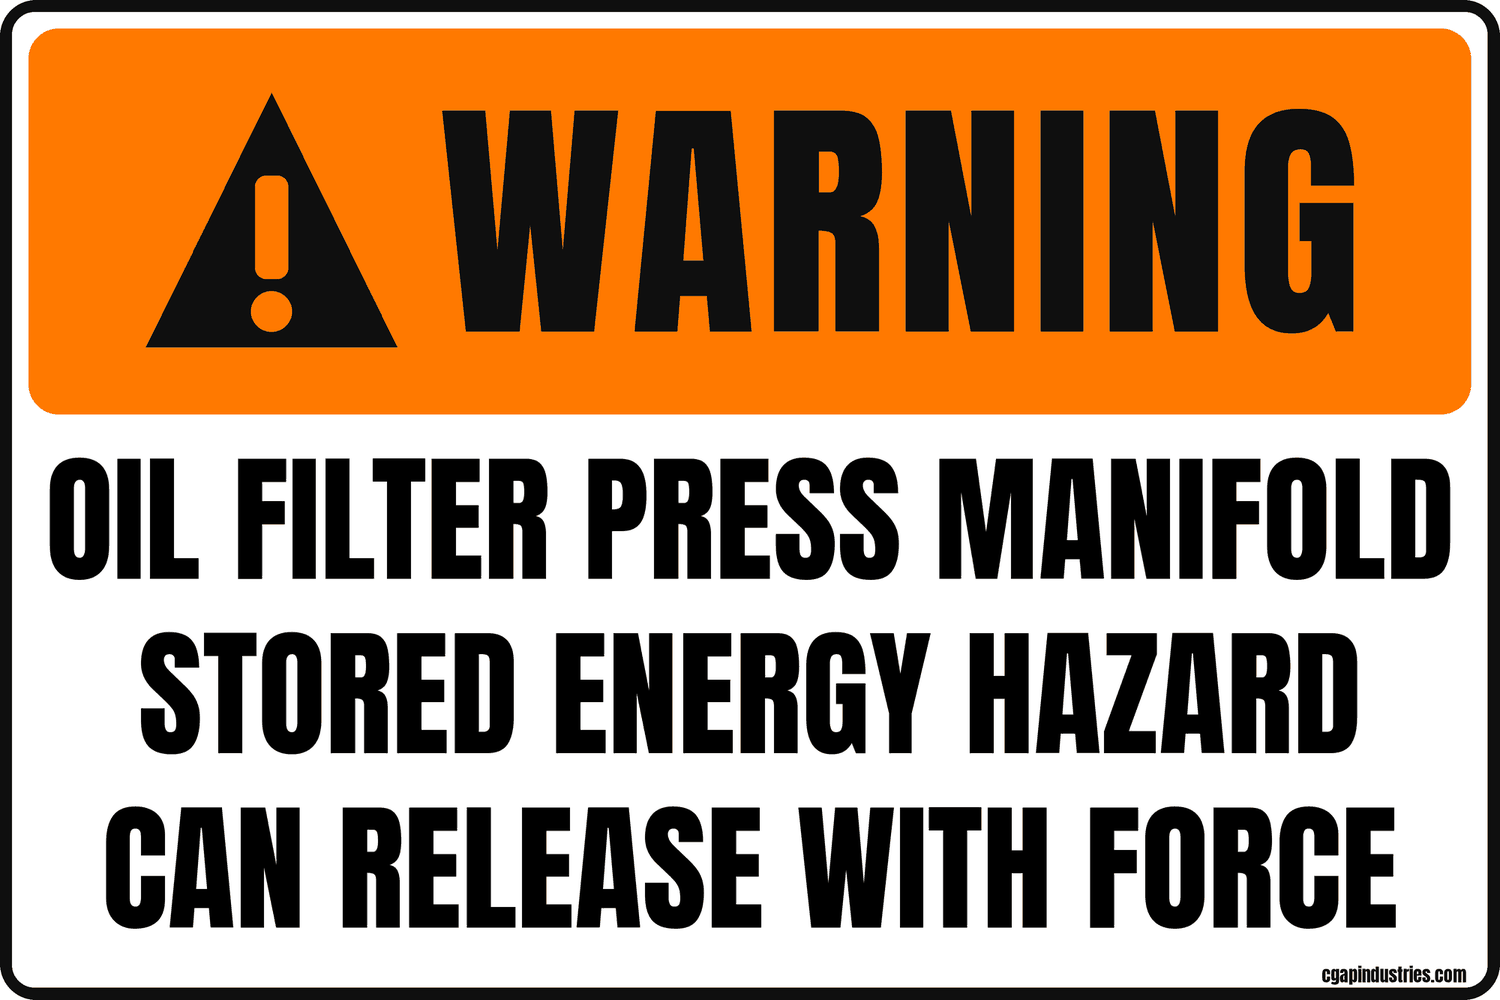 WARNING
OIL FILTER PRESS MANIFOLD
STORED ENERGY HAZARD
CAN RELEASE WITH FORCE
cgapindustries.com